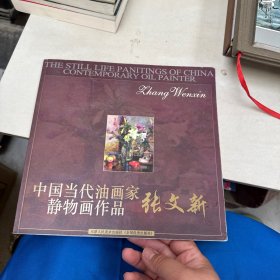 THE STILL LIFE PANITINGS OF CHINA
CONTEMPORARY OIL PAINTER
Zhang Wenxin
中国当代油画家
静物画作品
张文新